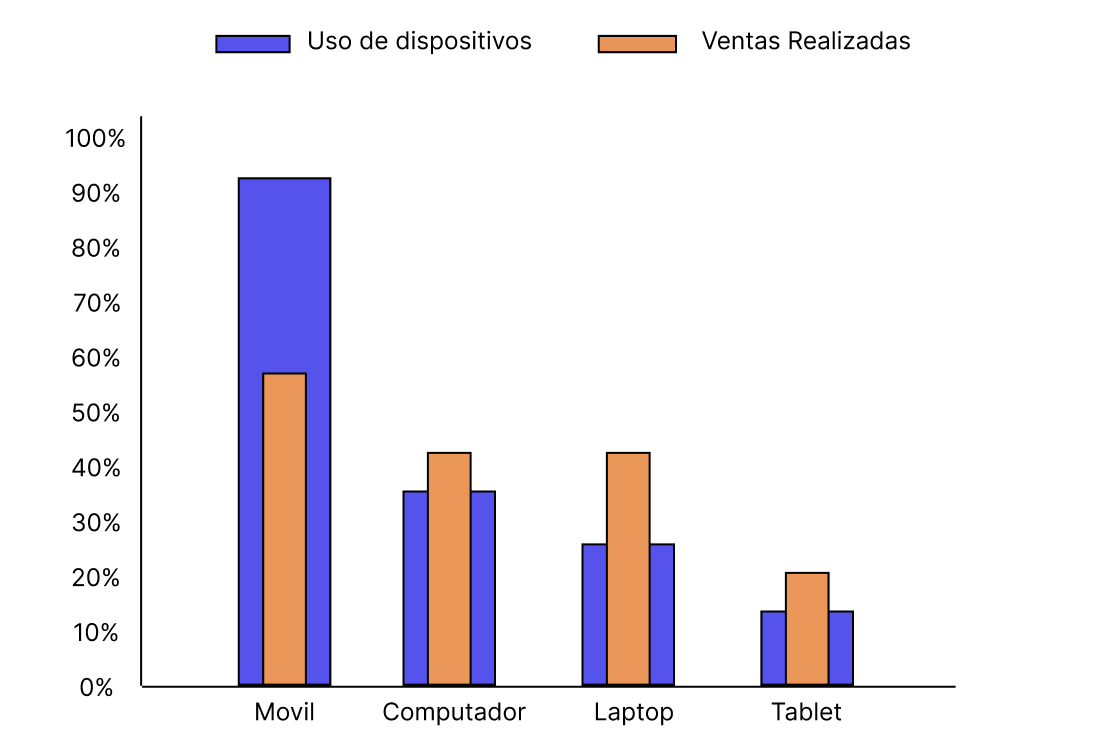 Uso de dispositivos
Ventas Realizadas
100%
90%
80%
70%
60%
50%
40%
30%
20%
10%
0%
Movil
Computador
Laptop
Tablet